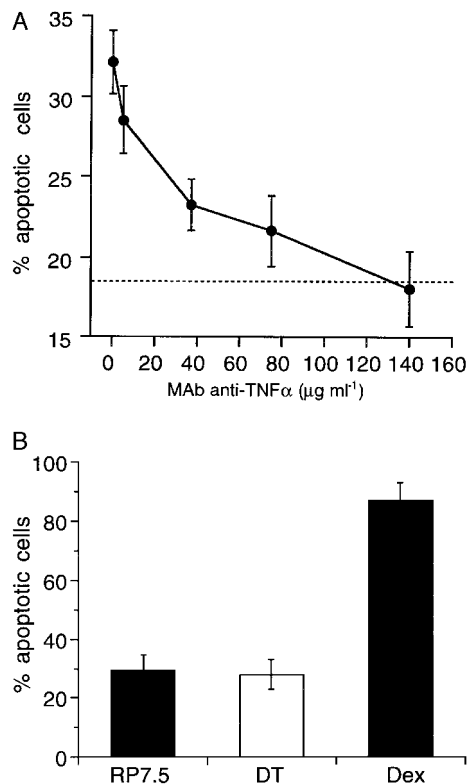 A
% apoptotic cells
35
30
25
20
15
0 20 40 60 80 100 120 140 160
MAb anti-TNFα (µg ml⁻¹)
B
% apoptotic cells
100
80
60
40
20
0
RP7.5 DT Dex